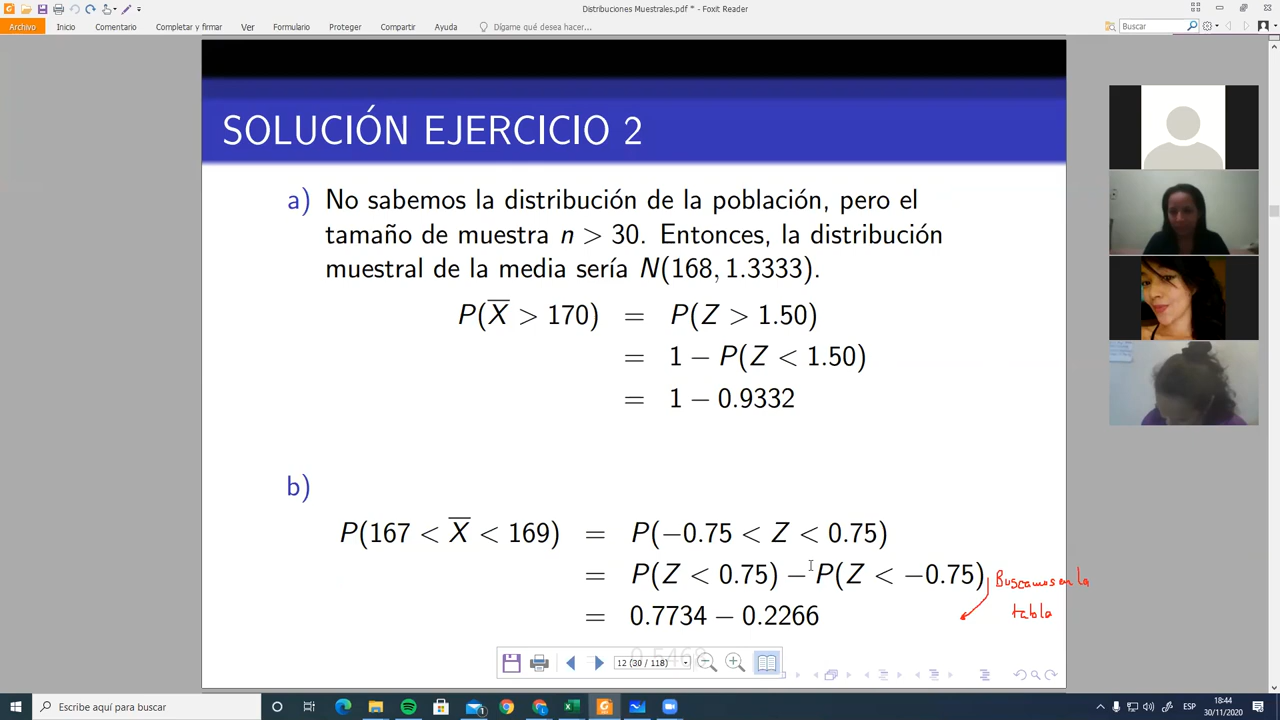 Distribuciones Muestrales.pdf * - Foxit Reader
Archivo Inicio Comentario Completar y firmar Ver Formulario Proteger Compartir Ayuda Dígame qué desea hacer... Buscar
SOLUCIÓN EJERCICIO 2
a) No sabemos la distribución de la población, pero el
tamaño de muestra n > 30. Entonces, la distribución
muestral de la media sería N(168, 1.3333).
P(X̅ > 170) = P(Z > 1.50)
= 1 − P(Z < 1.50)
= 1 − 0.9332
b)
P(167 < X̅ < 169) = P(−0.75 < Z < 0.75)
= P(Z < 0.75) − P(Z < −0.75)
Buscamos en la
tabla
= 0.7734 − 0.2266
0.5468
12 (30 / 118)
Escribe aquí para buscar
ESP
18:44
30/11/2020